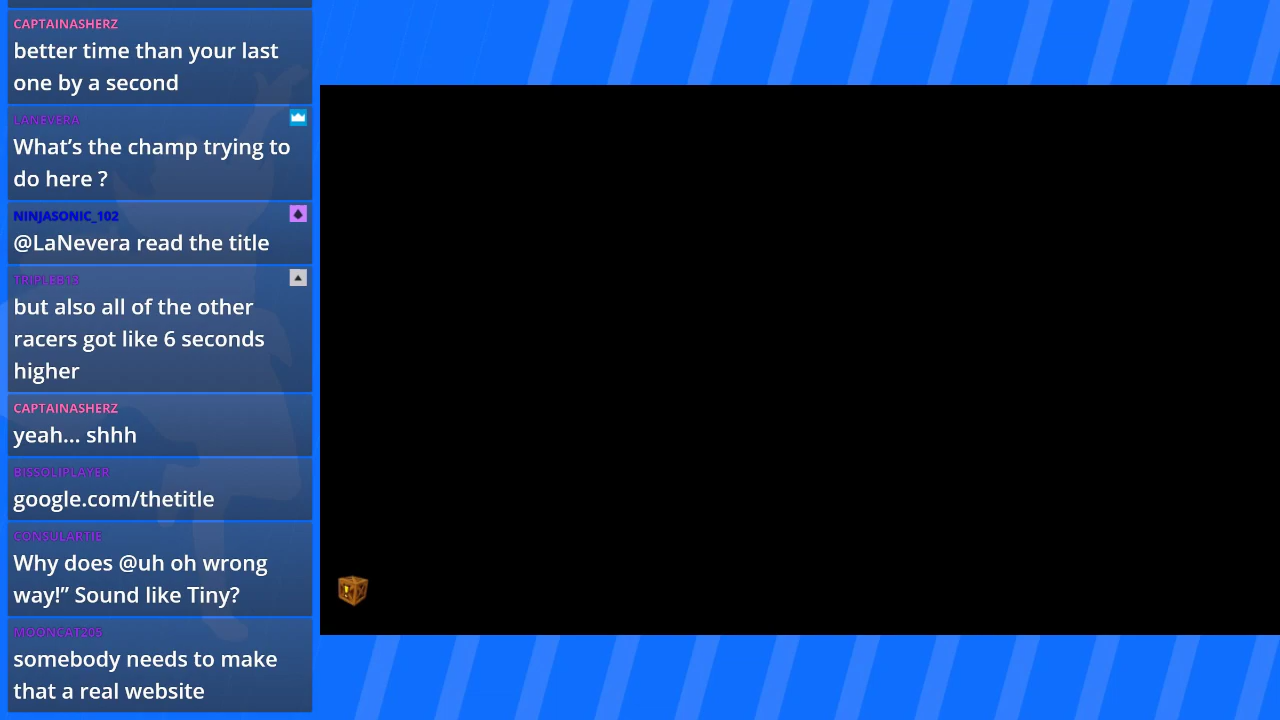 CAPTAINASHERZ
better time than your last
one by a second
LANEVERA
What's the champ trying to
do here ?
NINJASONIC_102
@LaNevera read the title
TRIPLEB13
but also all of the other
racers got like 6 seconds
higher
CAPTAINASHERZ
yeah... shhh
BISSOLIPLAYER
google.com/thetitle
CONSULARTIE
Why does @uh oh wrong
way!” Sound like Tiny?
MOONCAT205
somebody needs to make
that a real website